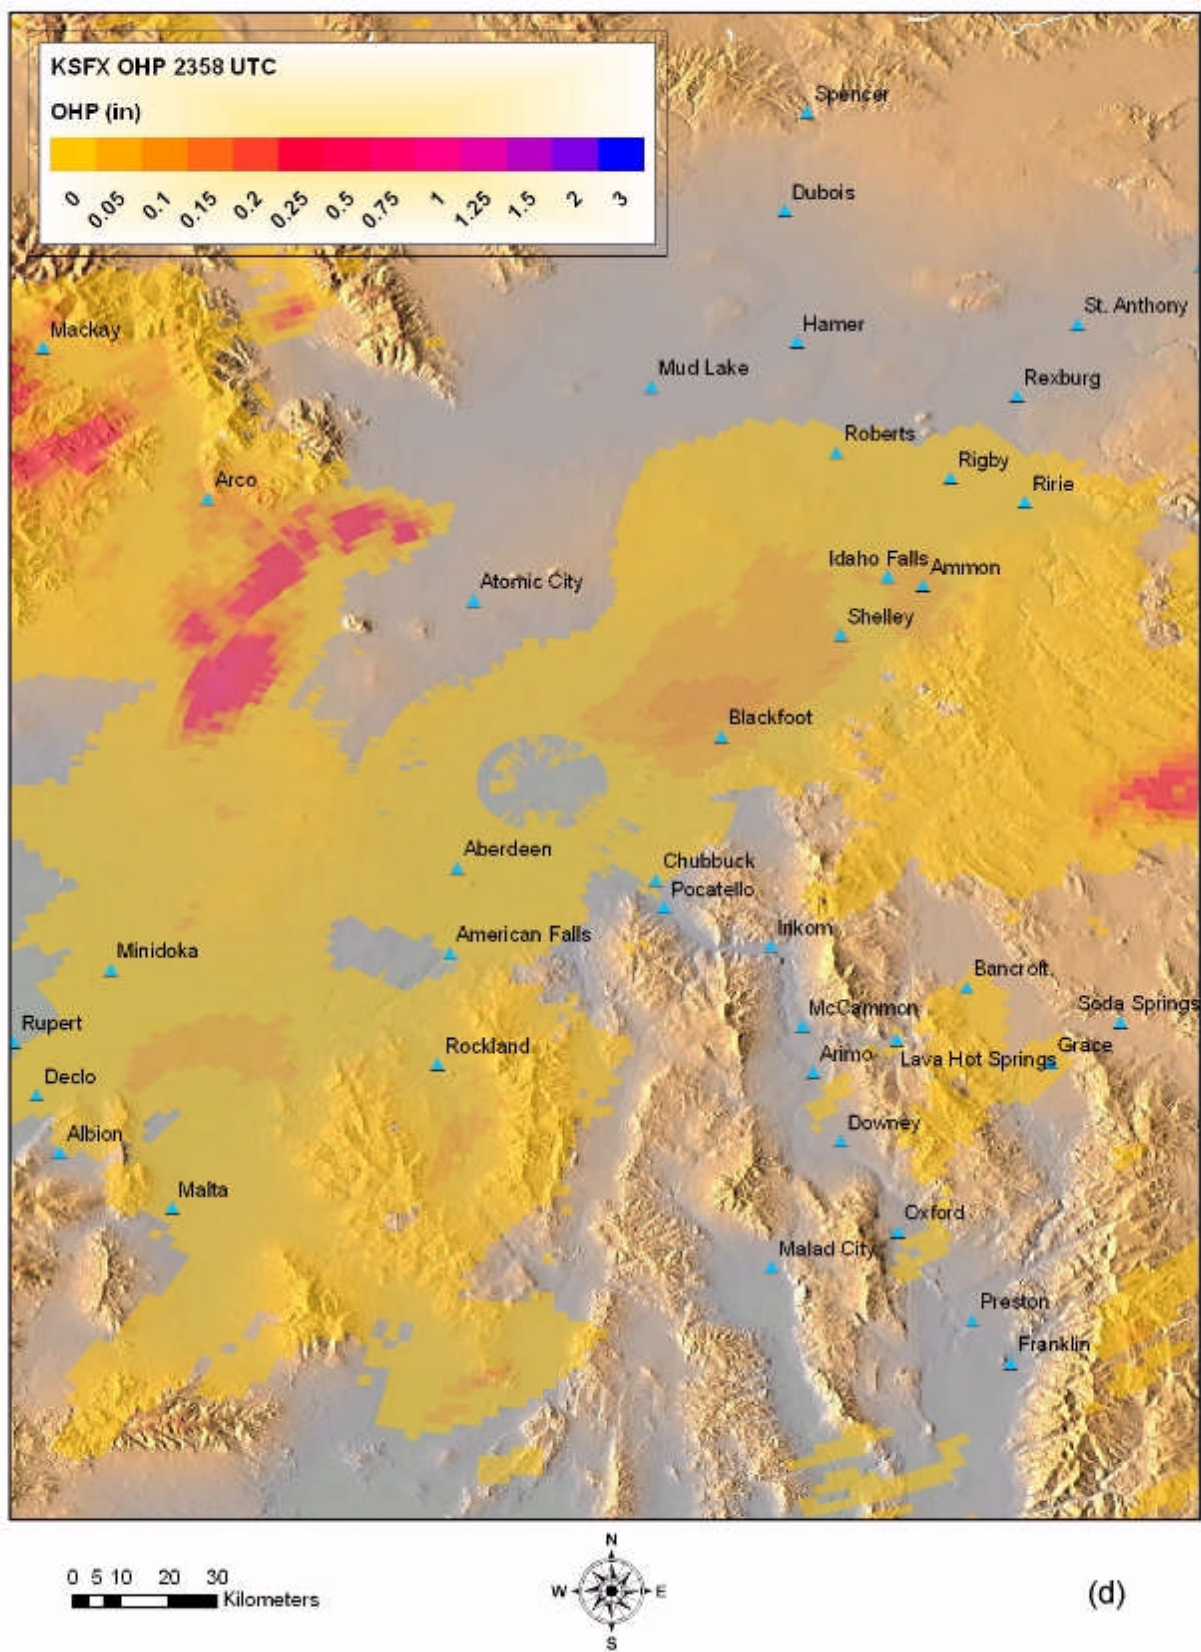 KSFX OHP 2358 UTC
OHP (in)
0 0.05 0.1 0.15 0.2 0.25 0.5 0.75 1 1.25 1.5 2 3
Spencer
Dubois
St. Anthony
Hamer
Mackay
Mud Lake
Rexburg
Roberts
Rigby
Arco
Ririe
Idaho Falls
Ammon
Atomic City
Shelley
Blackfoot
Aberdeen
Chubbuck
Pocatello
American Falls
Inkom
Minidoka
Bancroft
Soda Springs
McCammon
Rupert
Rockland
Arimo
Lava Hot Springs
Grace
Declo
Downey
Albion
Malta
Oxford
Malad City
Preston
Franklin
N
0 5 10 20 30
Kilometers
W E
S
(d)